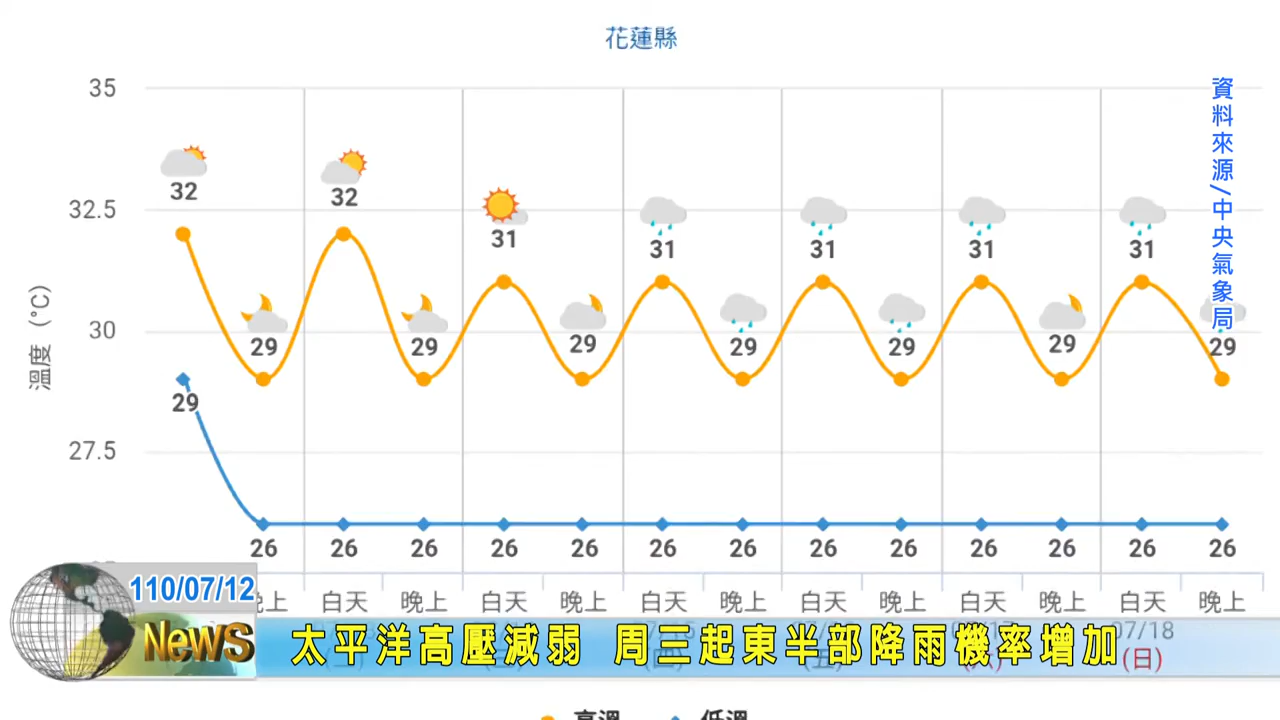 花蓮縣
資料來源/中央氣象局
35
32.5
30
27.5
溫度 (°C)
32
32
31
31
31
31
31
29
29
29
29
29
29
29
29
26
26
26
26
26
26
26
26
26
26
26
26
26
晚上
白天
晚上
白天
晚上
白天
晚上
白天
晚上
白天
晚上
白天
晚上
07/18
(日)
110/07/12
NewS
太平洋高壓減弱 周三起東半部降雨機率增加
高溫
低溫